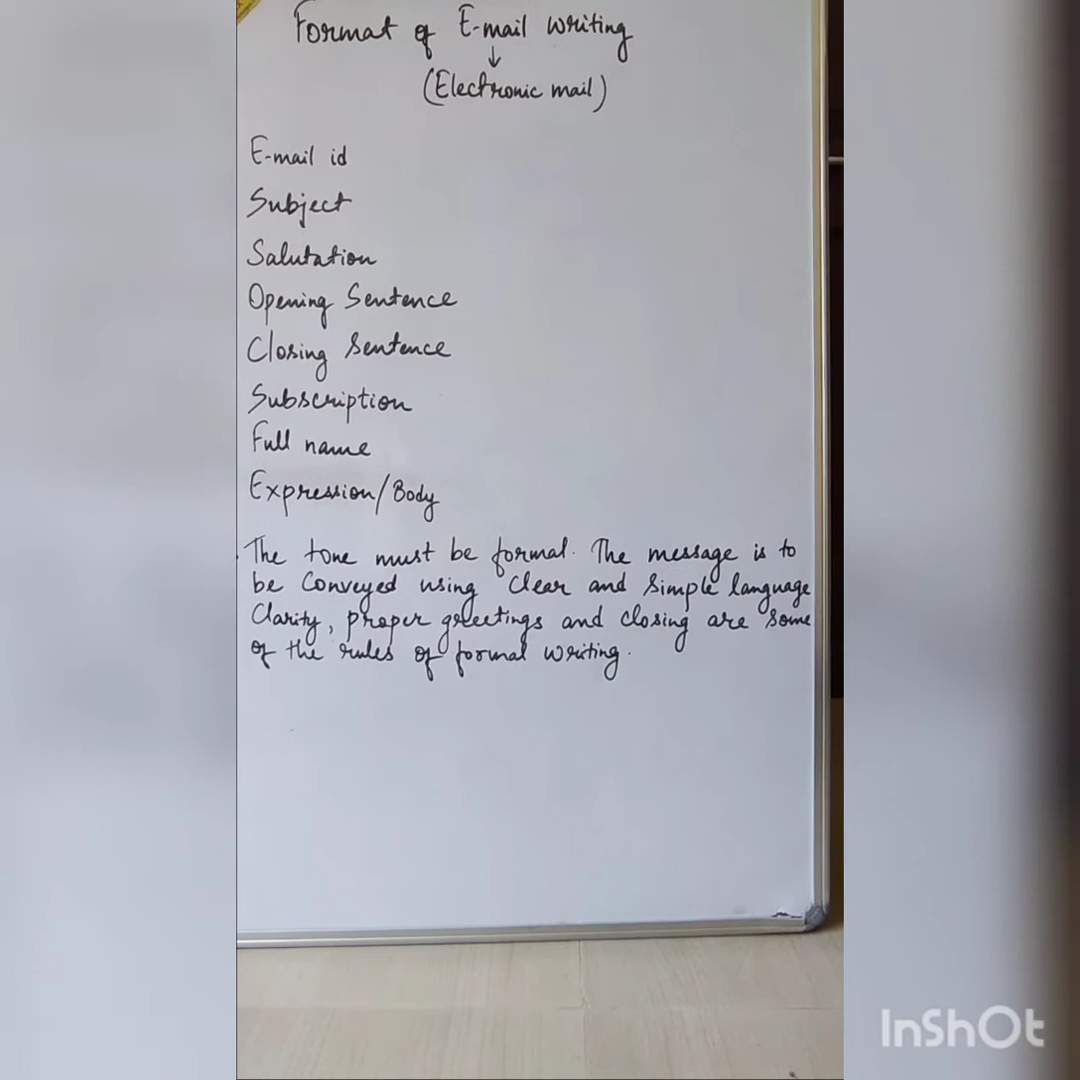 Format of E-mail writing
↓
(Electronic mail)
E-mail id
Subject
Salutation
Opening Sentence
Closing Sentence
Subscription
Full name
Expression/Body
. The tone must be formal. The message is to
be conveyed using clear and simple language
Clarity, proper greetings and closing are some
of the rules of formal writing.
InShOt